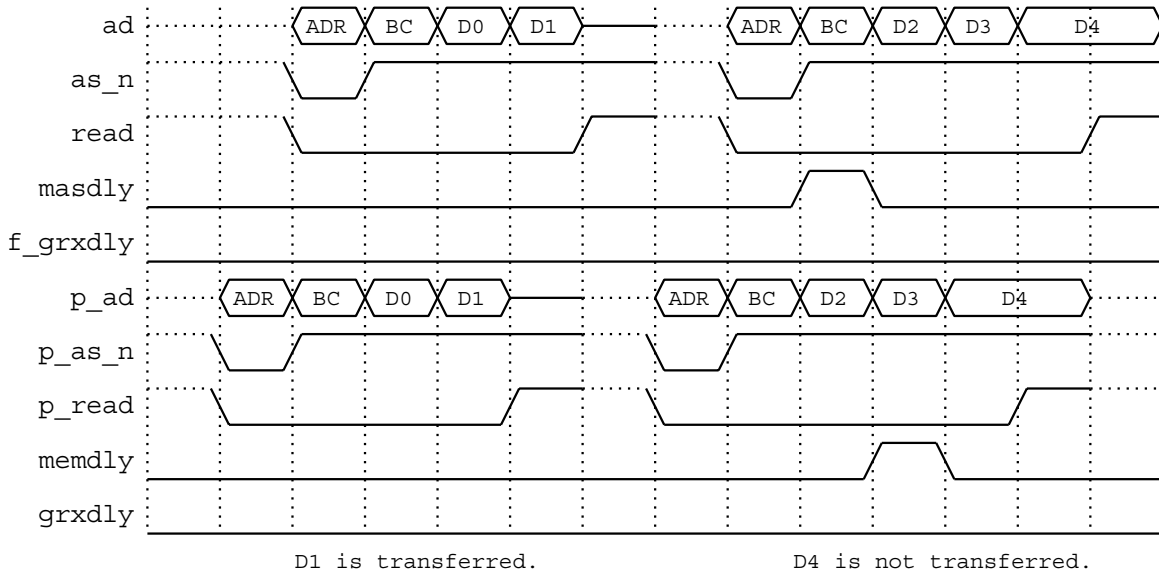 ad ADR BC D0 D1 ADR BC D2 D3 D4
as_n
read
masdly
f_grxdly
p_ad ADR BC D0 D1 ADR BC D2 D3 D4
p_as_n
p_read
memdly
grxdly
D1 is transferred. D4 is not transferred.